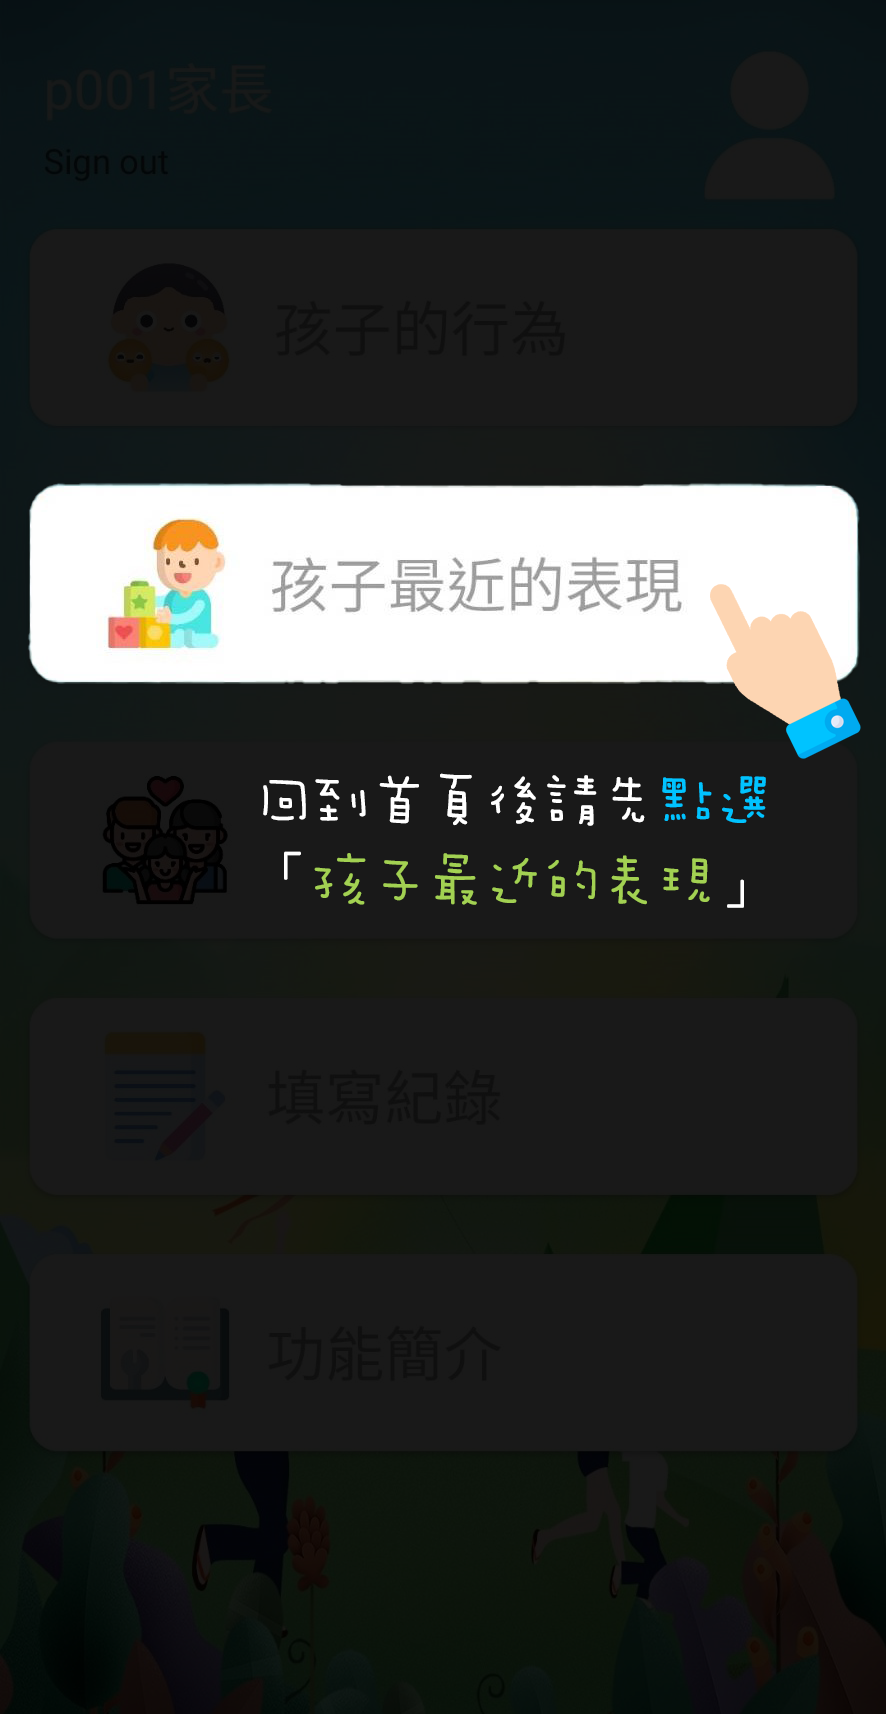 p001家長
Sign out
孩子的行為
孩子最近的表現
回到首頁後請先點選
「孩子最近的表現」
填寫紀錄
功能簡介